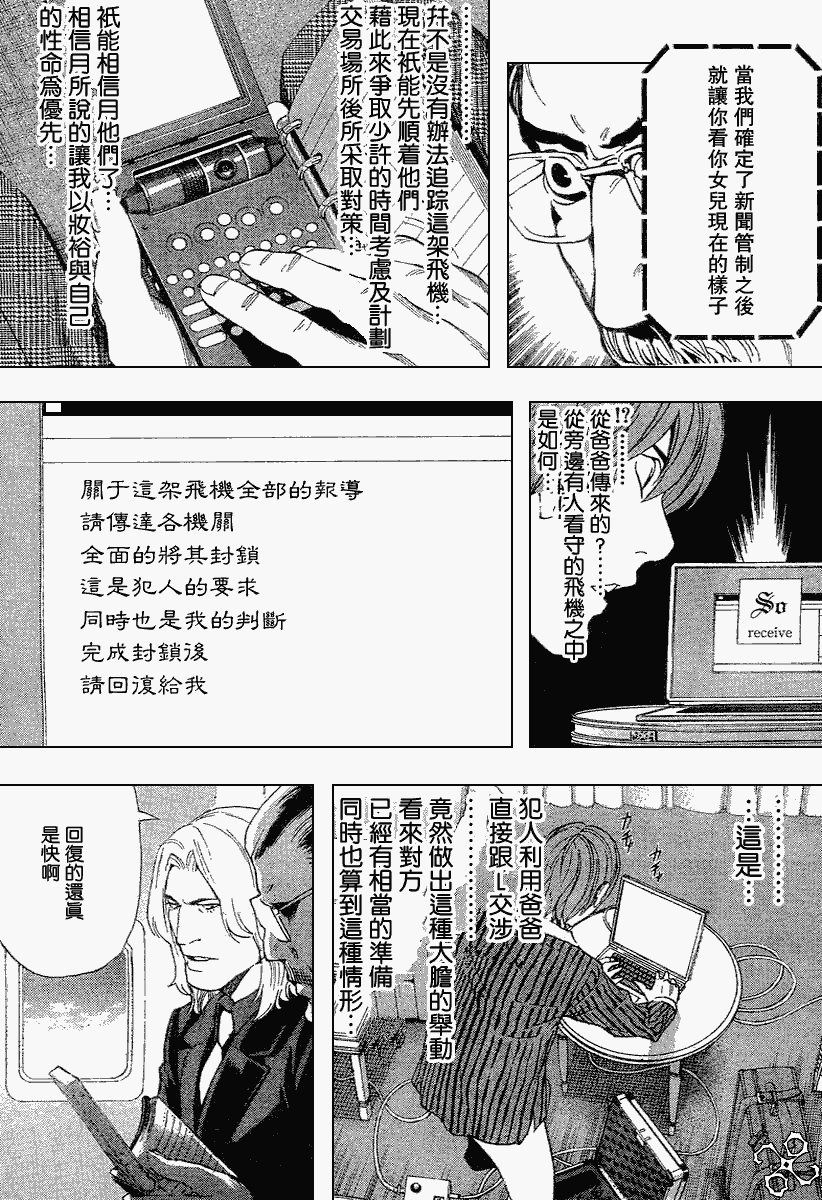 當我們確定了新聞管制之後
就讓你看你女兒現在的樣子
…………………
并不是沒有辦法追踪這架飛機…
現在祇能先順着他們
藉此來爭取少許的時間考慮及計劃
交易場所後所采取對策…
祇能相信月他們了…
相信月所說的讓我以妝裕與自己
的性命爲優先…
!?………
從爸爸傳來的？……
從旁邊有人看守的飛機之中
是如何…
So
receive
關于這架飛機全部的報導
請傳達各機關
全面的將其封鎖
這是犯人的要求
同時也是我的判斷
完成封鎖後
請回復給我
………
…這是…
カタ
カタ
犯人利用爸爸
直接跟L交涉
…………
竟然做出這種大膽的舉動
看來對方
已經有相當的準備
同時也算到這種情形…
回復的還真
是快啊